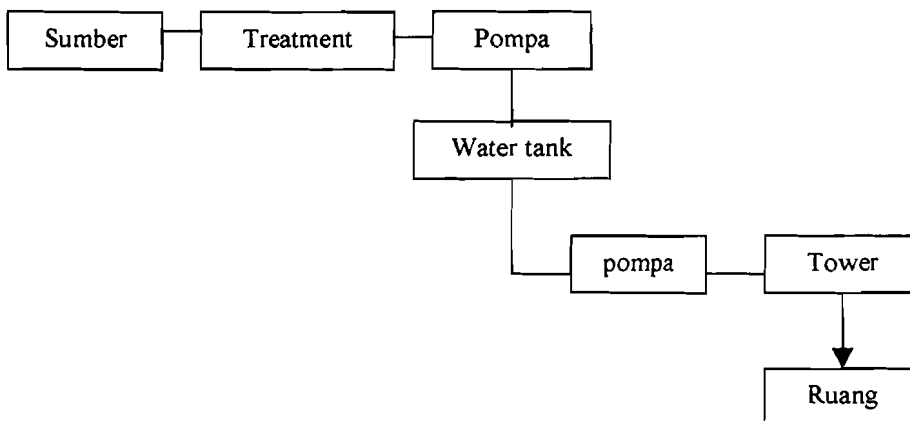 Sumber
Treatment
Pompa
Water tank
pompa
Tower
Ruang